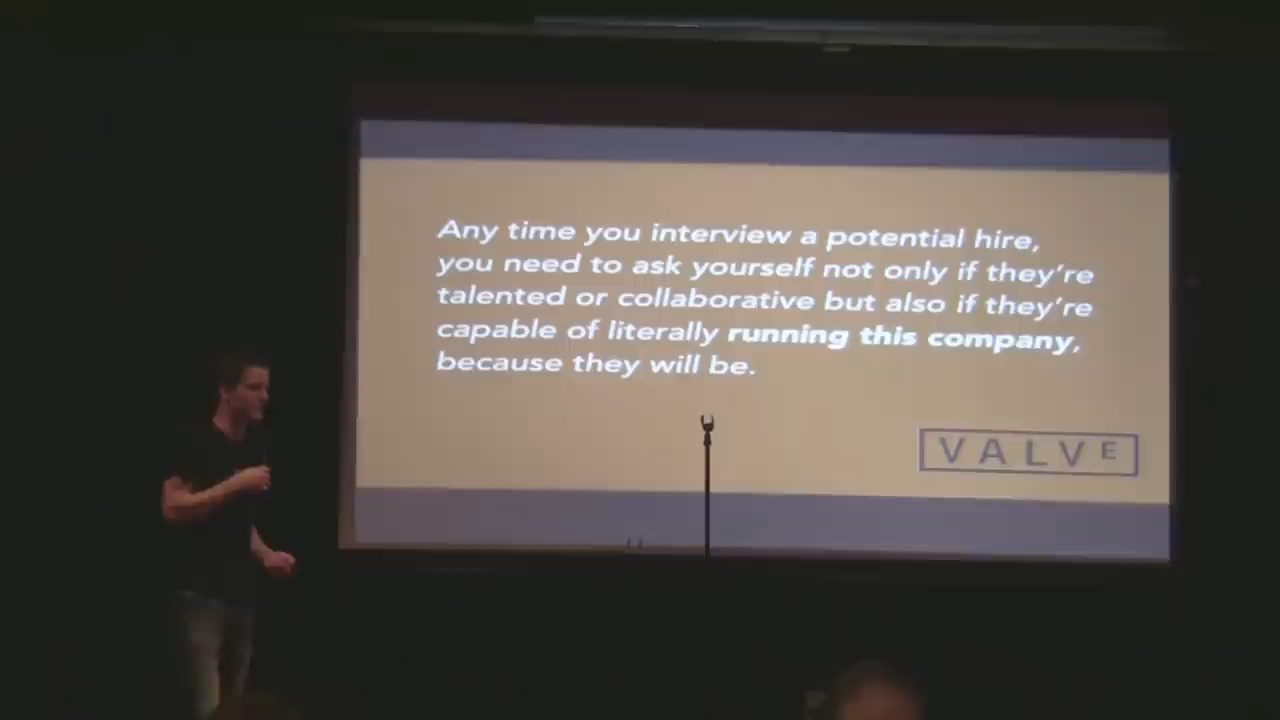 Any time you interview a potential hire,
you need to ask yourself not only if they're
talented or collaborative but also if they're
capable of literally running this company,
because they will be.
VALVE